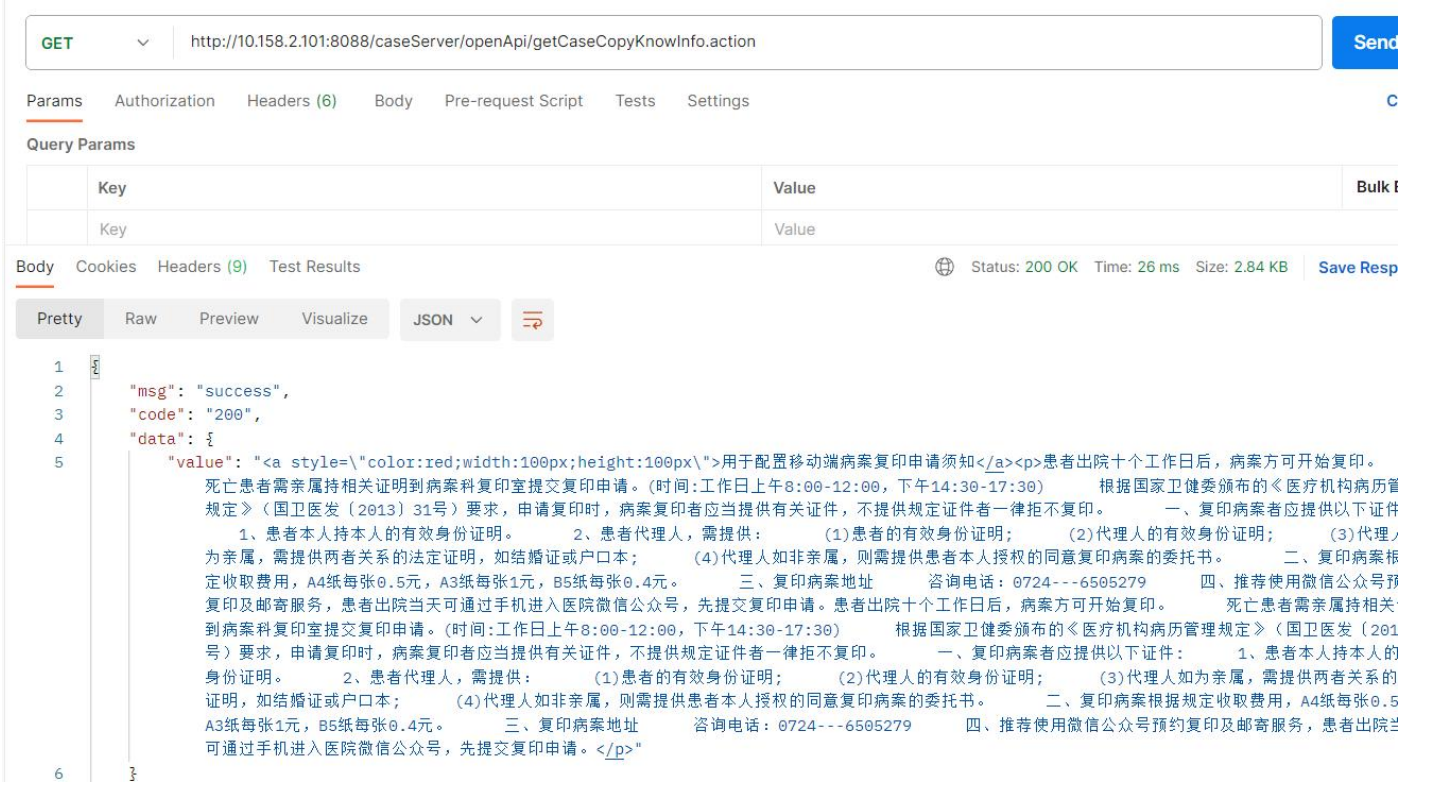 GET http://10.158.2.101:8088/caseServer/openApi/getCaseCopyKnowInfo.action Send
Params Authorization Headers (6) Body Pre-request Script Tests Settings C
Query Params
Key Value Bulk E
Key Value
Body Cookies Headers (9) Test Results Status: 200 OK Time: 26 ms Size: 2.84 KB Save Resp
Pretty Raw Preview Visualize JSON
1 {
2 "msg": "success",
3 "code": "200",
4 "data": {
5 "value": "<a style=\"color:red;width:100px;height:100px\">用于配置移动端病案复印申请须知</a><p>患者出院十个工作日后，病案方可开始复印。
死亡患者需亲属持相关证明到病案科复印室提交复印申请。(时间:工作日上午8:00-12:00，下午14:30-17:30) 根据国家卫健委颁布的《医疗机构病历管
规定》（国卫医发〔2013〕31号）要求，申请复印时，病案复印者应当提供有关证件，不提供规定证件者一律拒不复印。 一、复印病案者应提供以下证件
1、患者本人持本人的有效身份证明。 2、患者代理人，需提供： (1)患者的有效身份证明; (2)代理人的有效身份证明; (3)代理人
为亲属，需提供两者关系的法定证明，如结婚证或户口本; (4)代理人如非亲属，则需提供患者本人授权的同意复印病案的委托书。 二、复印病案根
定收取费用，A4纸每张0.5元，A3纸每张1元，B5纸每张0.4元。 三、复印病案地址 咨询电话：0724---6505279 四、推荐使用微信公众号预
复印及邮寄服务，患者出院当天可通过手机进入医院微信公众号，先提交复印申请。患者出院十个工作日后，病案方可开始复印。 死亡患者需亲属持相关
到病案科复印室提交复印申请。(时间:工作日上午8:00-12:00，下午14:30-17:30) 根据国家卫健委颁布的《医疗机构病历管理规定》（国卫医发〔201
号）要求，申请复印时，病案复印者应当提供有关证件，不提供规定证件者一律拒不复印。 一、复印病案者应提供以下证件: 1、患者本人持本人的
身份证明。 2、患者代理人，需提供： (1)患者的有效身份证明; (2)代理人的有效身份证明; (3)代理人如为亲属，需提供两者关系的
证明，如结婚证或户口本; (4)代理人如非亲属，则需提供患者本人授权的同意复印病案的委托书。 二、复印病案根据规定收取费用，A4纸每张0.5
A3纸每张1元，B5纸每张0.4元。 三、复印病案地址 咨询电话：0724---6505279 四、推荐使用微信公众号预约复印及邮寄服务，患者出院当
可通过手机进入医院微信公众号，先提交复印申请。</p>"
6 }